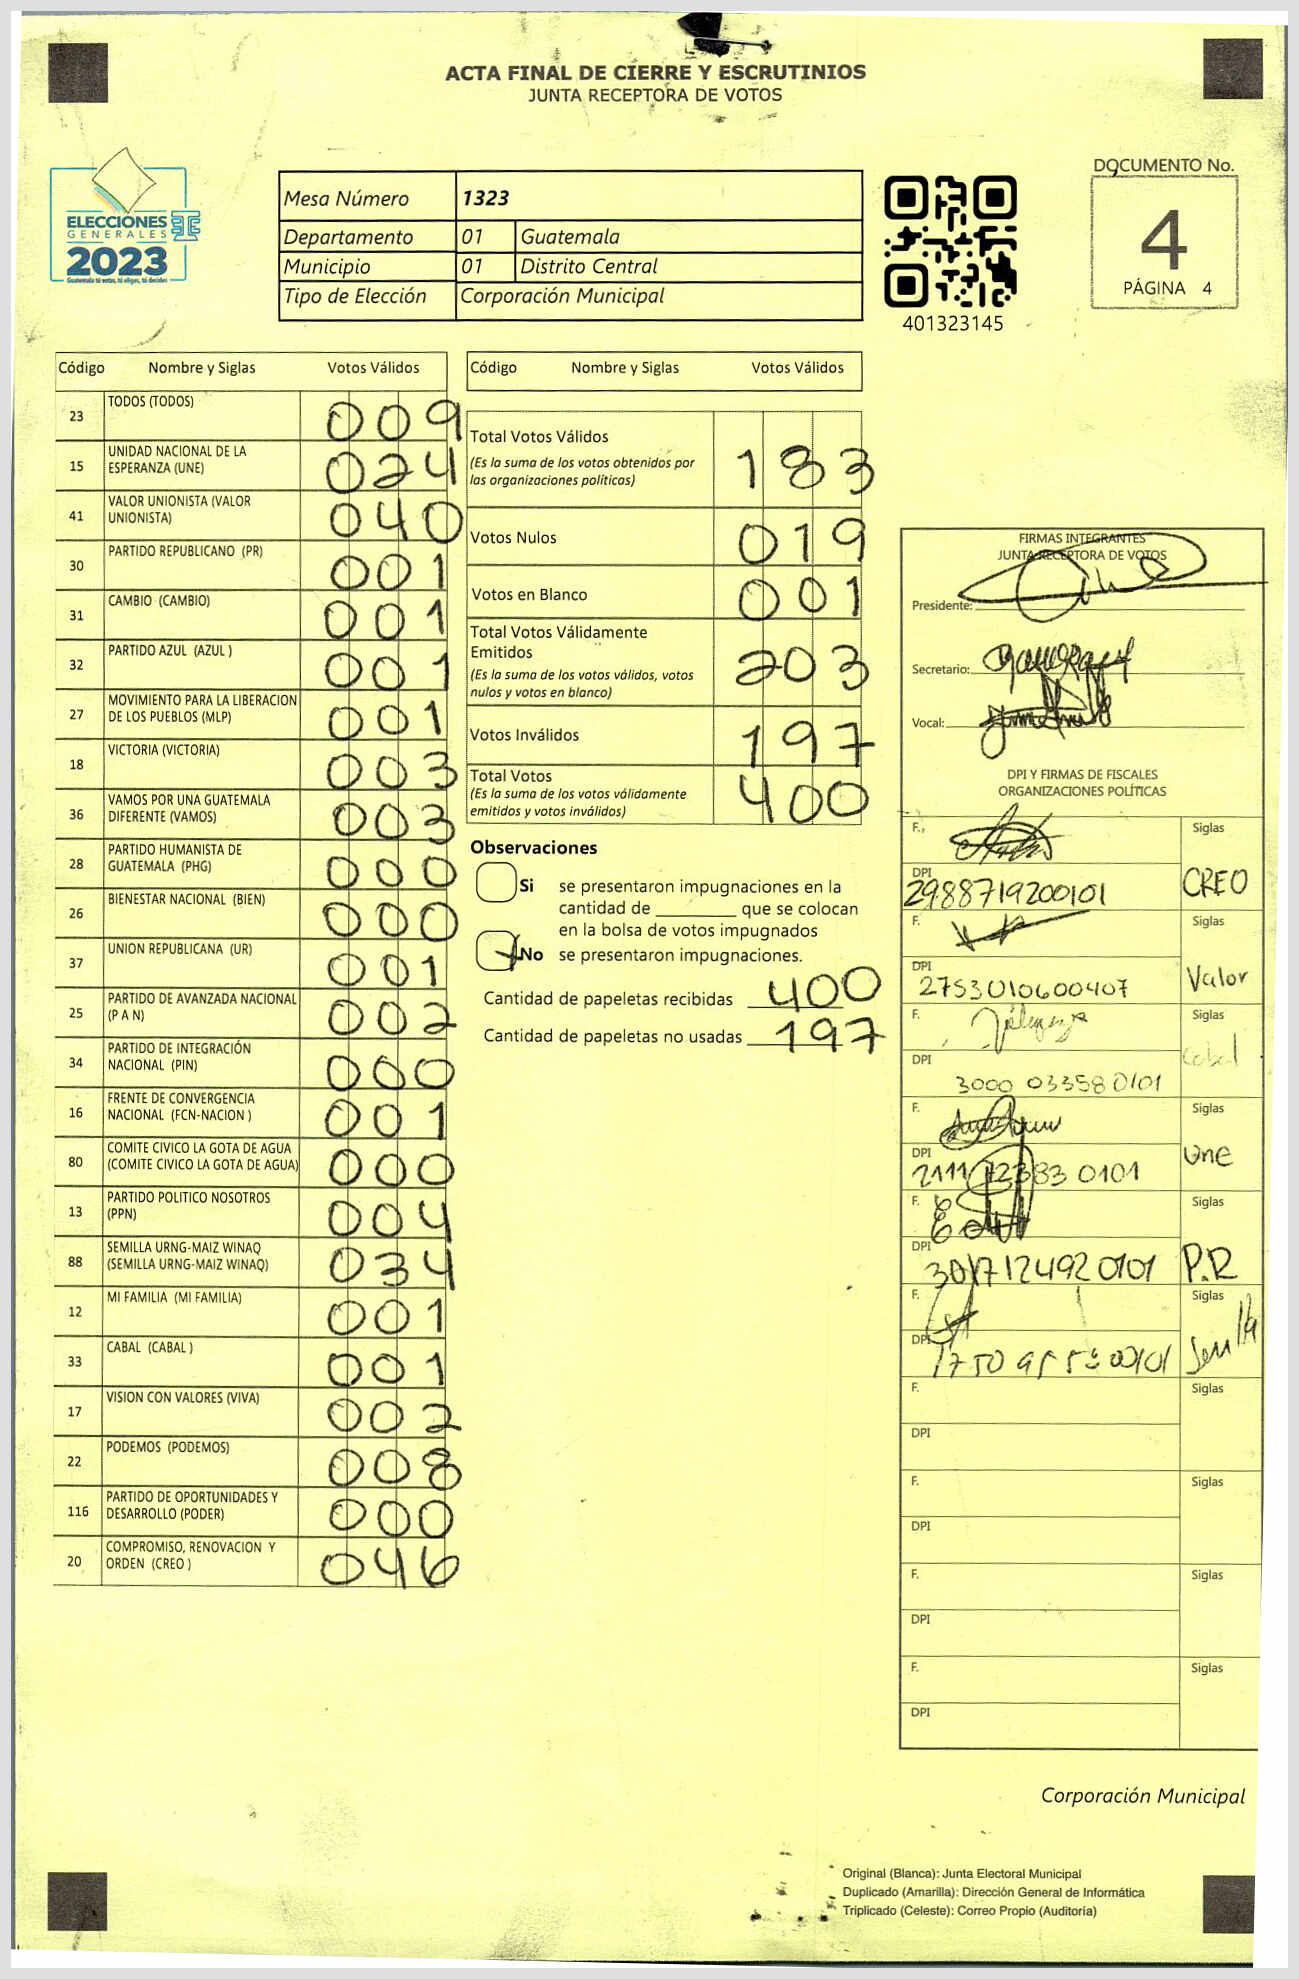 ACTA FINAL DE CIERRE Y ESCRUTINIOS
JUNTA RECEPTORA DE VOTOS
ELECCIONES
GENERALES
2023
Guatemala tú votas, tú eliges, tú decides
Mesa Número 1323
Departamento 01 Guatemala
Municipio 01 Distrito Central
Tipo de Elección Corporación Municipal
401323145
DOCUMENTO No.
4
PÁGINA 4
Código Nombre y Siglas Votos Válidos
23 TODOS (TODOS) 009
15 UNIDAD NACIONAL DE LA
ESPERANZA (UNE) 024
41 VALOR UNIONISTA (VALOR
UNIONISTA) 040
30 PARTIDO REPUBLICANO (PR) 001
31 CAMBIO (CAMBIO) 001
32 PARTIDO AZUL (AZUL ) 001
27 MOVIMIENTO PARA LA LIBERACION
DE LOS PUEBLOS (MLP) 001
18 VICTORIA (VICTORIA) 003
36 VAMOS POR UNA GUATEMALA
DIFERENTE (VAMOS) 003
28 PARTIDO HUMANISTA DE
GUATEMALA (PHG) 000
26 BIENESTAR NACIONAL (BIEN) 000
37 UNION REPUBLICANA (UR) 001
25 PARTIDO DE AVANZADA NACIONAL
(P A N) 002
34 PARTIDO DE INTEGRACIÓN
NACIONAL (PIN) 000
16 FRENTE DE CONVERGENCIA
NACIONAL (FCN-NACION ) 001
80 COMITE CIVICO LA GOTA DE AGUA
(COMITE CIVICO LA GOTA DE AGUA) 000
13 PARTIDO POLITICO NOSOTROS
(PPN) 004
88 SEMILLA URNG-MAIZ WINAQ
(SEMILLA URNG-MAIZ WINAQ) 034
12 MI FAMILIA (MI FAMILIA) 001
33 CABAL (CABAL ) 001
17 VISION CON VALORES (VIVA) 002
22 PODEMOS (PODEMOS) 008
116 PARTIDO DE OPORTUNIDADES Y
DESARROLLO (PODER) 000
20 COMPROMISO, RENOVACION Y
ORDEN (CREO ) 046
Código Nombre y Siglas Votos Válidos
Total Votos Válidos
(Es la suma de los votos obtenidos por
las organizaciones políticas) 183
Votos Nulos 019
Votos en Blanco 001
Total Votos Válidamente
Emitidos
(Es la suma de los votos válidos, votos
nulos y votos en blanco) 203
Votos Inválidos 197
Total Votos
(Es la suma de los votos válidamente
emitidos y votos inválidos) 400
Observaciones
Si se presentaron impugnaciones en la
cantidad de ________ que se colocan
en la bolsa de votos impugnados
No se presentaron impugnaciones.
Cantidad de papeletas recibidas 400
Cantidad de papeletas no usadas 197
FIRMAS INTEGRANTES
JUNTA RECEPTORA DE VOTOS
Presidente:
Secretario:
Vocal:
DPI Y FIRMAS DE FISCALES
ORGANIZACIONES POLÍTICAS
F. Siglas
DPI CREO
2988719200101
F. Siglas
DPI Valor
2753010600407
F. Siglas
DPI Cabal
3000 03358 0101
F. Siglas
DPI Une
2111 72383 0101
F. Siglas
DPI P.R
3017124920101
F. Siglas
DPI Semilla
F. Siglas
DPI
F. Siglas
DPI
F. Siglas
DPI
F. Siglas
DPI
Corporación Municipal
Original (Blanca): Junta Electoral Municipal
Duplicado (Amarilla): Dirección General de Informática
Triplicado (Celeste): Correo Propio (Auditoría)